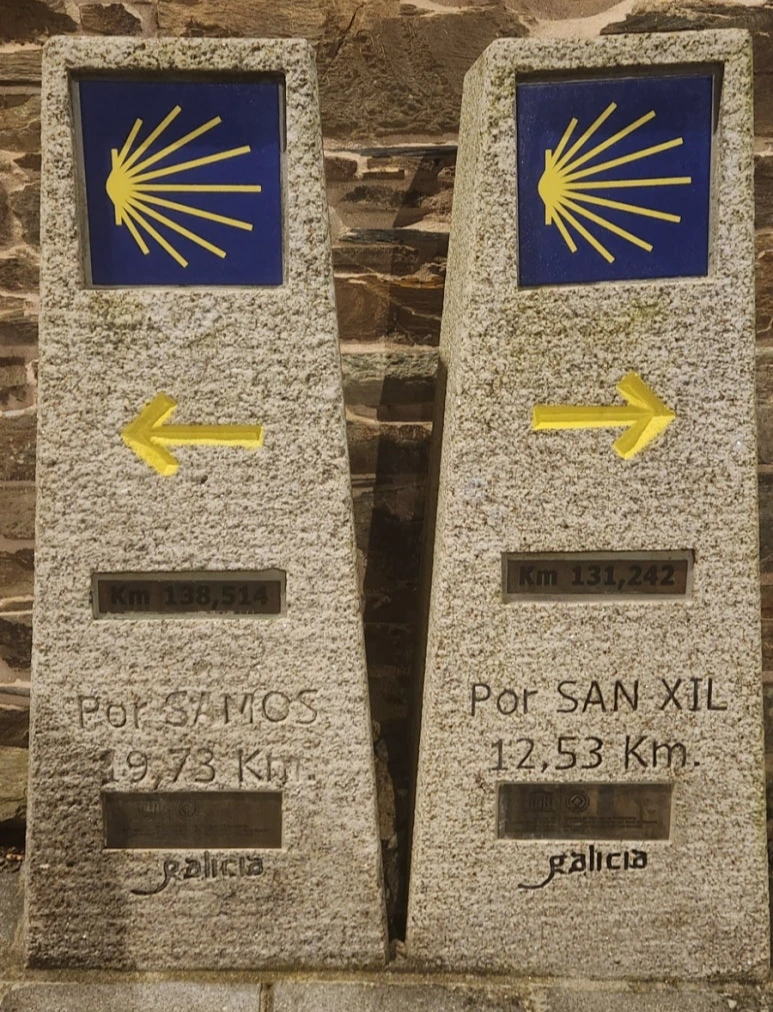 Km 138,514
Por SAMOS
19,73 Km.
galicia
Km 131,242
Por SAN XIL
12,53 Km.
galicia